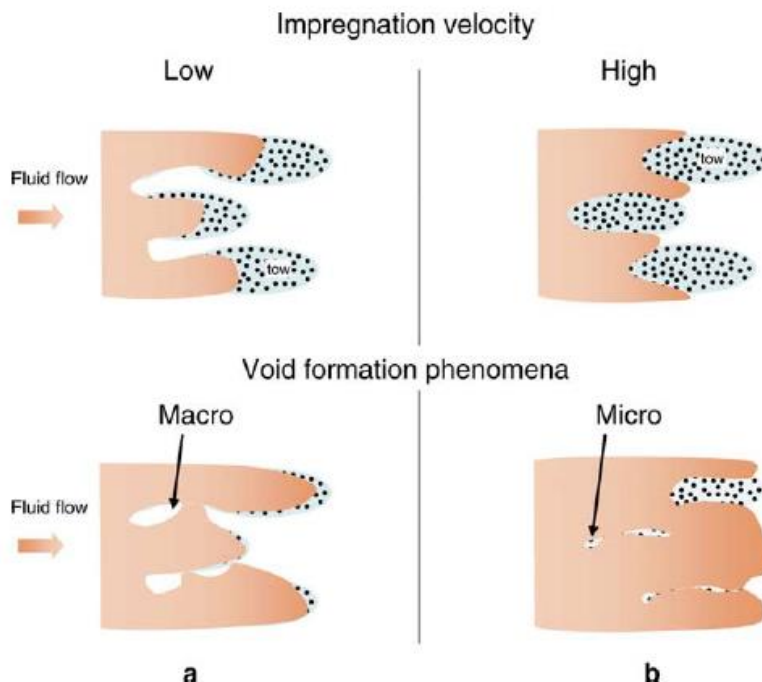 Impregnation velocity
Low
High
Fluid flow
tow
tow
Void formation phenomena
Macro
Micro
Fluid flow
a
b